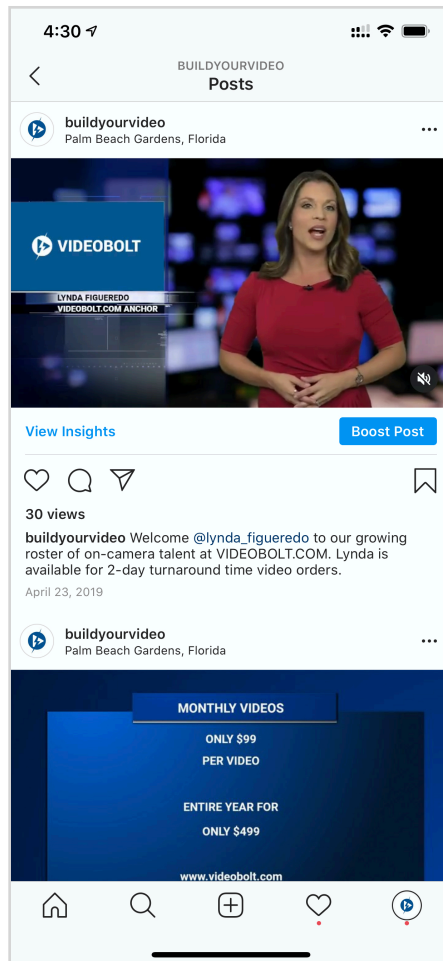 4:30
BUILDYOURVIDEO
Posts
buildyourvideo
Palm Beach Gardens, Florida
VIDEOBOLT
LYNDA FIGUEREDO
VIDEOBOLT.COM ANCHOR
View Insights
Boost Post
30 views
buildyourvideo Welcome @lynda_figueredo to our growing
roster of on-camera talent at VIDEOBOLT.COM. Lynda is
available for 2-day turnaround time video orders.
April 23, 2019
buildyourvideo
Palm Beach Gardens, Florida
MONTHLY VIDEOS
ONLY $99
PER VIDEO
ENTIRE YEAR FOR
ONLY $499
www.videobolt.com